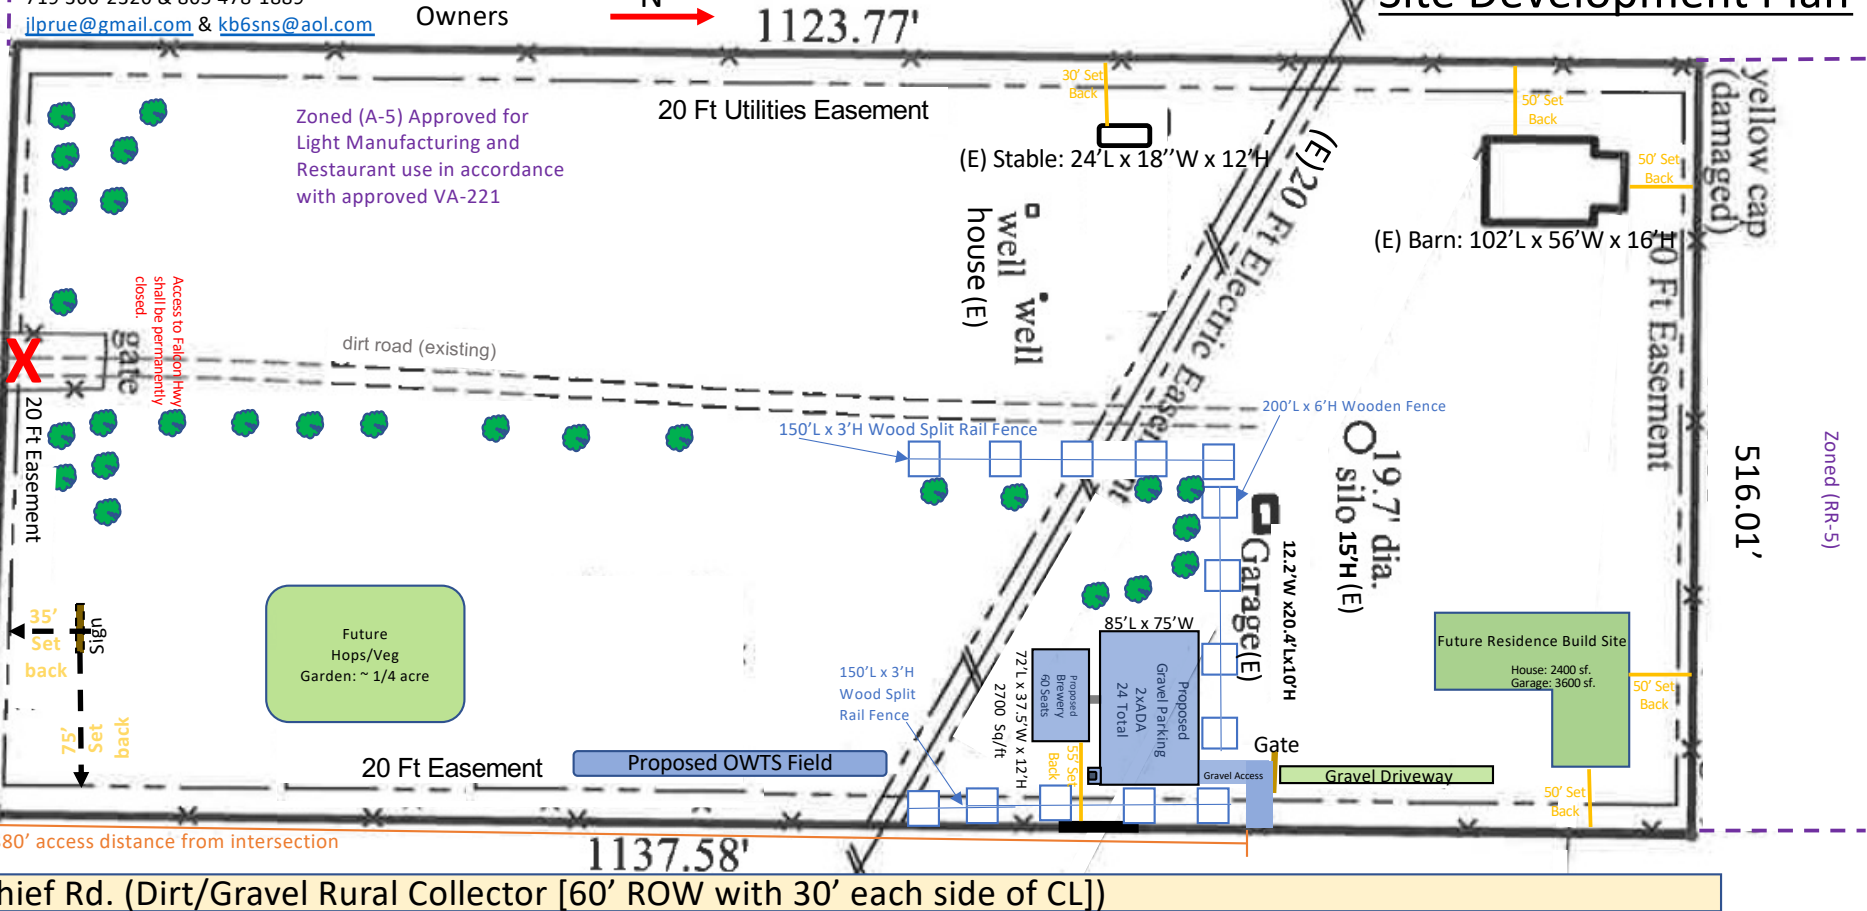 jlprue@gmail.com & kb6sns@aol.com
Owners
N
1123.77'
Site Development Plan
Zoned (A-5) Approved for
Light Manufacturing and
Restaurant use in accordance
with approved VA-221
20 Ft Utilities Easement
30' Set
Back
(E) Stable: 24'L x 18''W x 12'H
(E) 20 Ft Electric Easement
50' Set
Back
50' Set
Back
(E) Barn: 102'L x 56'W x 16'H
yellow cap
(damaged)
10 Ft Easement
516.01'
Zoned (RR-5)
well
house (E)
well
Access to Falcon Hwy
shall be permanently
closed.
X
gate
dirt road (existing)
20 Ft Easement
150'L x 3'H Wood Split Rail Fence
200'L x 6'H Wooden Fence
19.7' dia.
silo 15'H (E)
Garage(E)
12.2'W x20.4'Lx10'H
35'
Set
back
Sign
75'
Set
back
Future
Hops/Veg
Garden: ~ 1/4 acre
150'L x 3'H
Wood Split
Rail Fence
85'L x 75'W
Proposed
Gravel Parking
2xADA
24 Total
Proposed
Brewery
60 Seats
72'L x 37.5'W x 12'H
2700 Sq/ft
55' Set
Back
Gate
Gravel Access
Gravel Driveway
Future Residence Build Site
House: 2400 sf.
Garage: 3600 sf.
50' Set
Back
50' Set
Back
20 Ft Easement
Proposed OWTS Field
80' access distance from intersection
1137.58'
hief Rd. (Dirt/Gravel Rural Collector [60' ROW with 30' each side of CL])